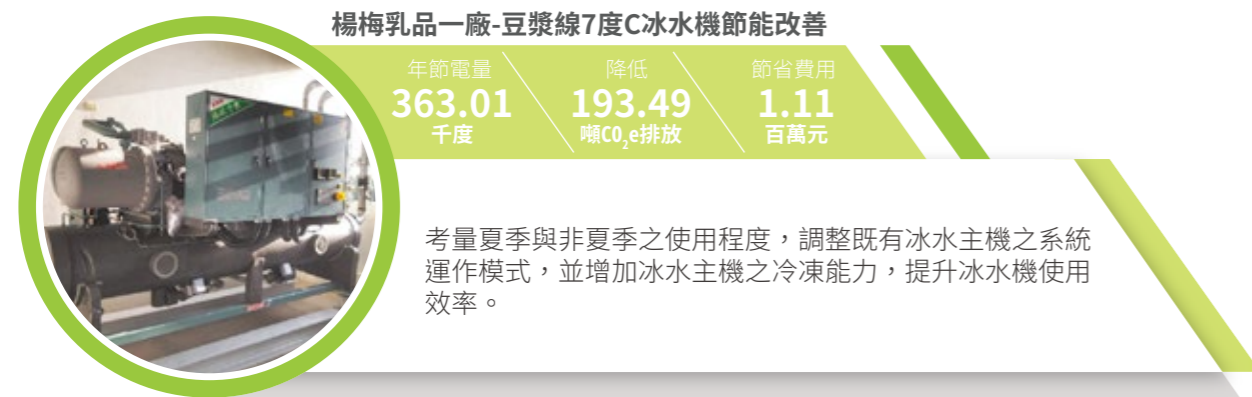 楊梅乳品一廠-豆漿線7度C冰水機節能改善
年節電量
363.01
千度
降低
193.49
噸CO₂e排放
節省費用
1.11
百萬元
考量夏季與非夏季之使用程度，調整既有冰水主機之系統
運作模式，並增加冰水主機之冷凍能力，提升冰水機使用
效率。